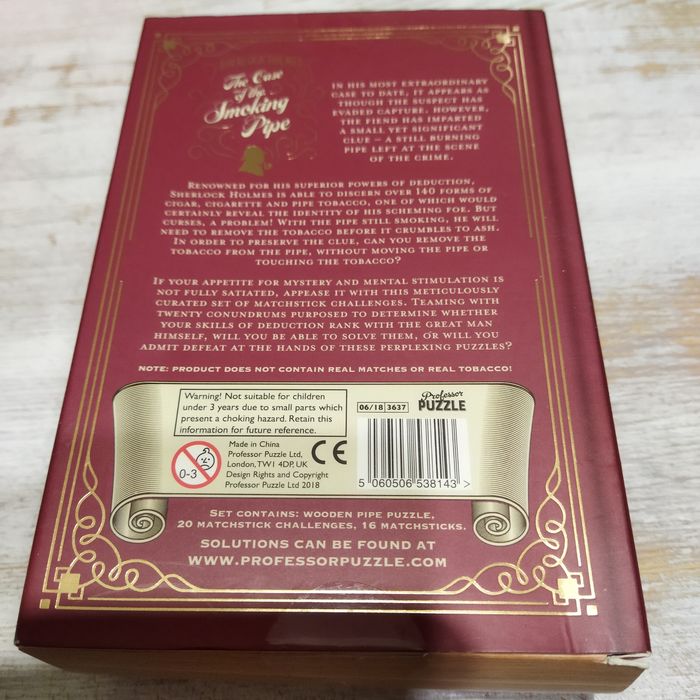 SHERLOCK HOLMES
The Case
of the
Smoking
Pipe
IN HIS MOST EXTRAORDINARY
CASE TO DATE, IT APPEARS AS
THOUGH THE SUSPECT HAS
EVADED CAPTURE. HOWEVER,
THE FIEND HAS IMPARTED
A SMALL YET SIGNIFICANT
CLUE – A STILL BURNING
PIPE LEFT AT THE SCENE
OF THE CRIME.
RENOWNED FOR HIS SUPERIOR POWERS OF DEDUCTION,
SHERLOCK HOLMES IS ABLE TO DISCERN OVER 140 FORMS OF
CIGAR, CIGARETTE AND PIPE TOBACCO, ONE OF WHICH WOULD
CERTAINLY REVEAL THE IDENTITY OF HIS SCHEMING FOE. BUT
CURSES, A PROBLEM! WITH THE PIPE STILL SMOKING, HE WILL
NEED TO REMOVE THE TOBACCO BEFORE IT CRUMBLES TO ASH.
IN ORDER TO PRESERVE THE CLUE, CAN YOU REMOVE THE
TOBACCO FROM THE PIPE, WITHOUT MOVING THE PIPE OR
TOUCHING THE TOBACCO?
IF YOUR APPETITE FOR MYSTERY AND MENTAL STIMULATION IS
NOT FULLY SATIATED, APPEASE IT WITH THIS METICULOUSLY
CURATED SET OF MATCHSTICK CHALLENGES. TEAMING WITH
TWENTY CONUNDRUMS PURPOSED TO DETERMINE WHETHER
YOUR SKILLS OF DEDUCTION RANK WITH THE GREAT MAN
HIMSELF, WILL YOU BE ABLE TO SOLVE THEM, OR WILL YOU
ADMIT DEFEAT AT THE HANDS OF THESE PERPLEXING PUZZLES?
NOTE: PRODUCT DOES NOT CONTAIN REAL MATCHES OR REAL TOBACCO!
Warning! Not suitable for children
under 3 years due to small parts which
present a choking hazard. Retain this
information for future reference.
06/18 3637
Professor
PUZZLE
0-3
Made in China
Professor Puzzle Ltd,
London, TW1 4DP, UK
Design Rights and Copyright
Professor Puzzle Ltd 2018
CE
5 060506 538143 >
SET CONTAINS: WOODEN PIPE PUZZLE,
20 MATCHSTICK CHALLENGES, 16 MATCHSTICKS.
SOLUTIONS CAN BE FOUND AT
WWW.PROFESSORPUZZLE.COM